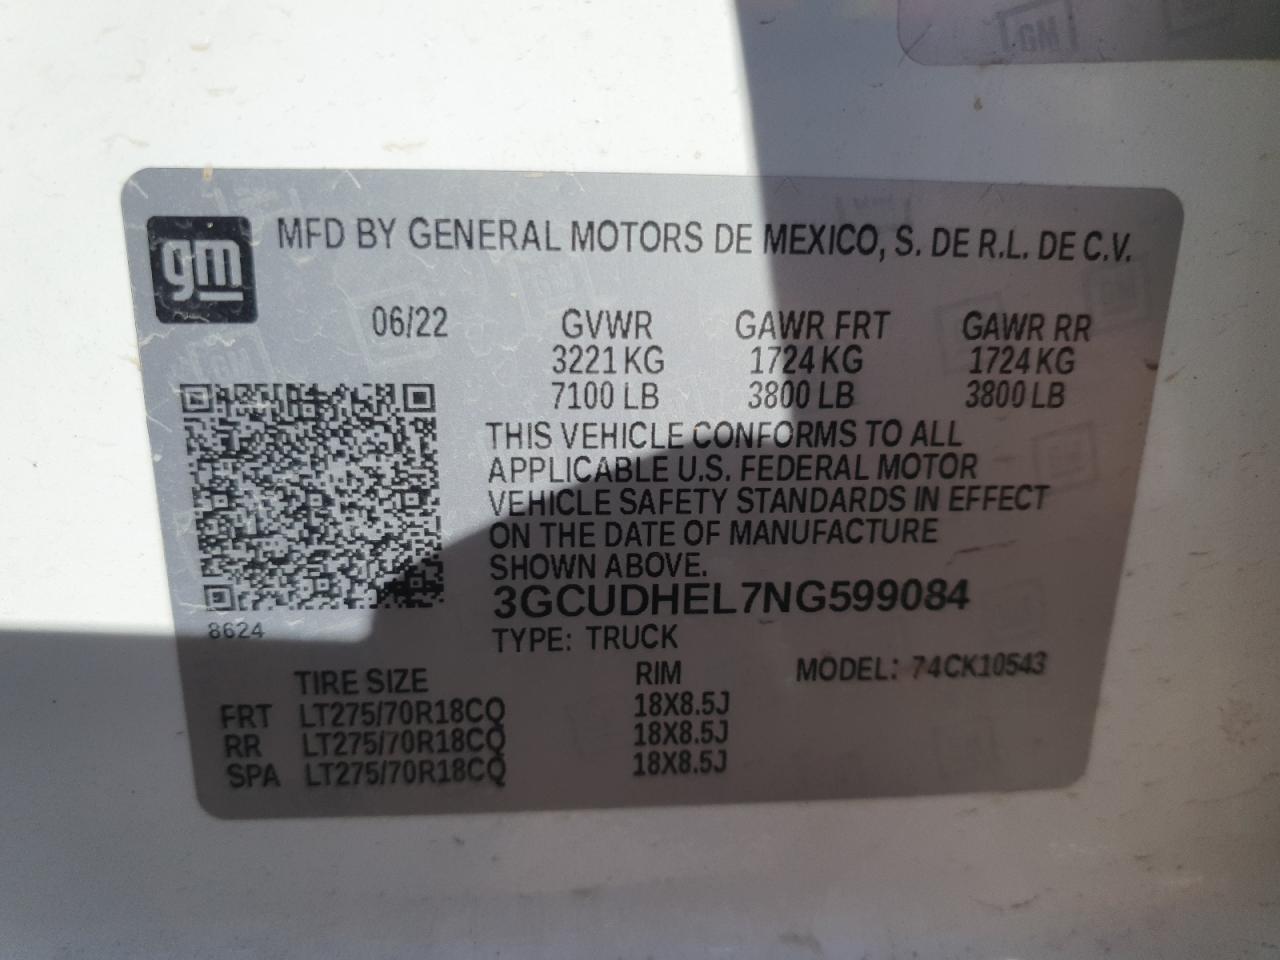 gm
MFD BY GENERAL MOTORS DE MEXICO, S. DE R.L. DE C.V.
06/22 GVWR GAWR FRT GAWR RR
3221 KG 1724 KG 1724 KG
7100 LB 3800 LB 3800 LB
THIS VEHICLE CONFORMS TO ALL
APPLICABLE U.S. FEDERAL MOTOR
VEHICLE SAFETY STANDARDS IN EFFECT
ON THE DATE OF MANUFACTURE
SHOWN ABOVE.
3GCUDHEL7NG599084
8624
TYPE: TRUCK
TIRE SIZE RIM MODEL: 74CK10543
FRT LT275/70R18CQ 18X8.5J
RR LT275/70R18CQ 18X8.5J
SPA LT275/70R18CQ 18X8.5J
GM